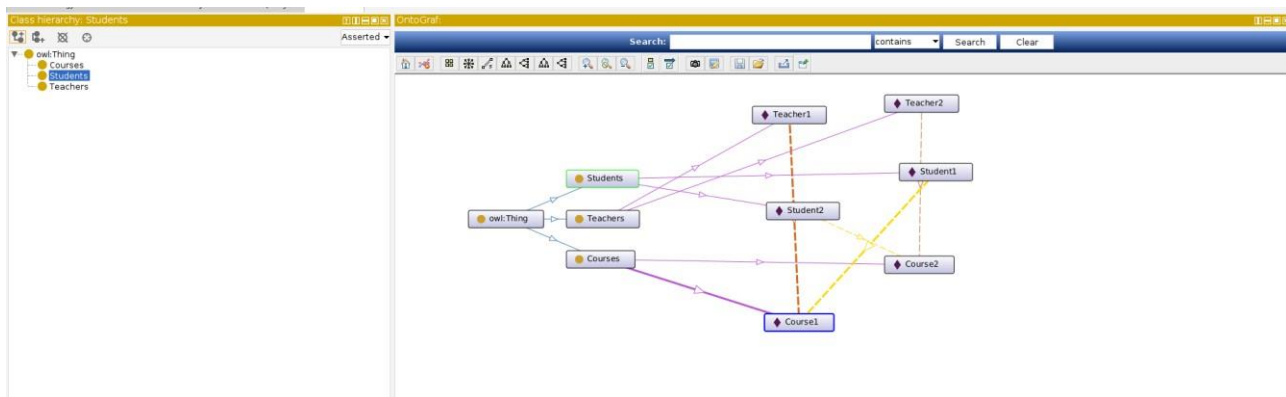 Class hierarchy: Students
Asserted
owl:Thing
Courses
Students
Teachers
OntoGraf:
Search:
contains
Search
Clear
Teacher1
Teacher2
Students
Student1
owl:Thing
Teachers
Student2
Courses
Course2
Course1